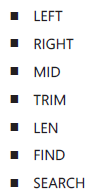 ▪ LEFT
▪ RIGHT
▪ MID
▪ TRIM
▪ LEN
▪ FIND
▪ SEARCH